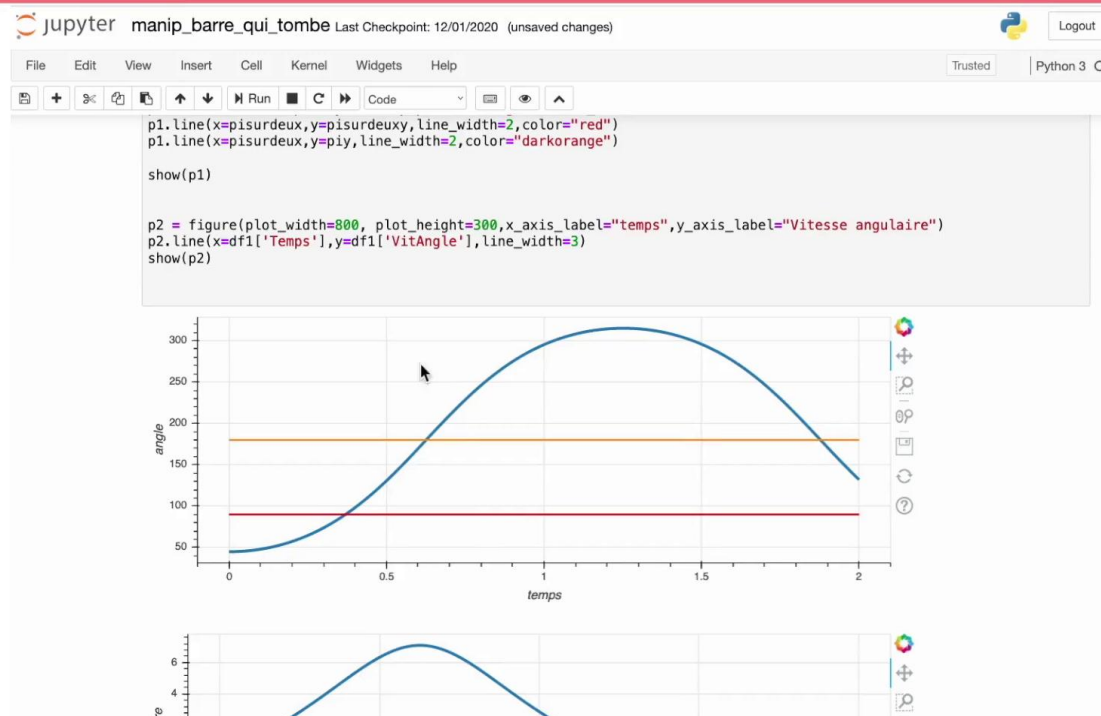 jupyter manip_barre_qui_tombe Last Checkpoint: 12/01/2020 (unsaved changes) Logout
File Edit View Insert Cell Kernel Widgets Help Trusted Python 3
Run Code
p1.line(x=pisurdeux,y=pisurdeuxy,line_width=2,color="red")
p1.line(x=pisurdeux,y=piy,line_width=2,color="darkorange")
show(p1)
p2 = figure(plot_width=800, plot_height=300,x_axis_label="temps",y_axis_label="Vitesse angulaire")
p2.line(x=df1['Temps'],y=df1['VitAngle'],line_width=3)
show(p2)
300
250
200
150
100
50
angle
0 0.5 1 1.5 2
temps
6
4